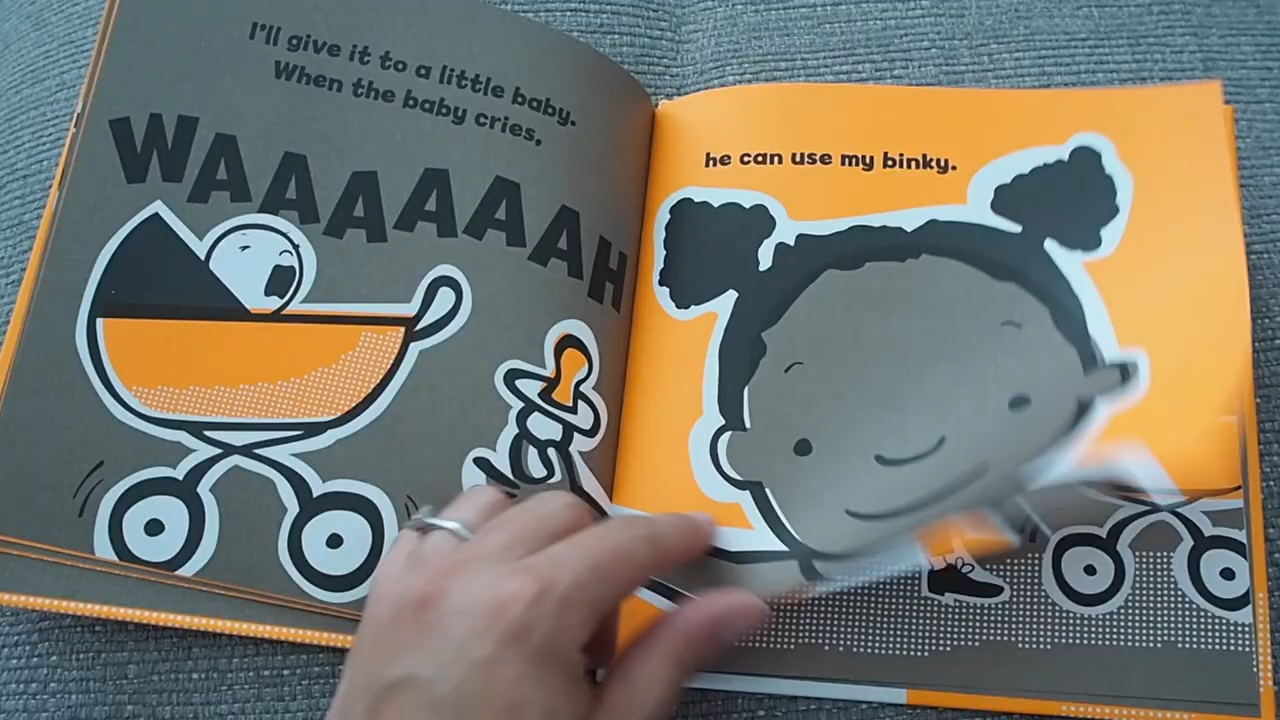 I'll give it to a little baby.
When the baby cries,
WAAAAAAH
he can use my binky.